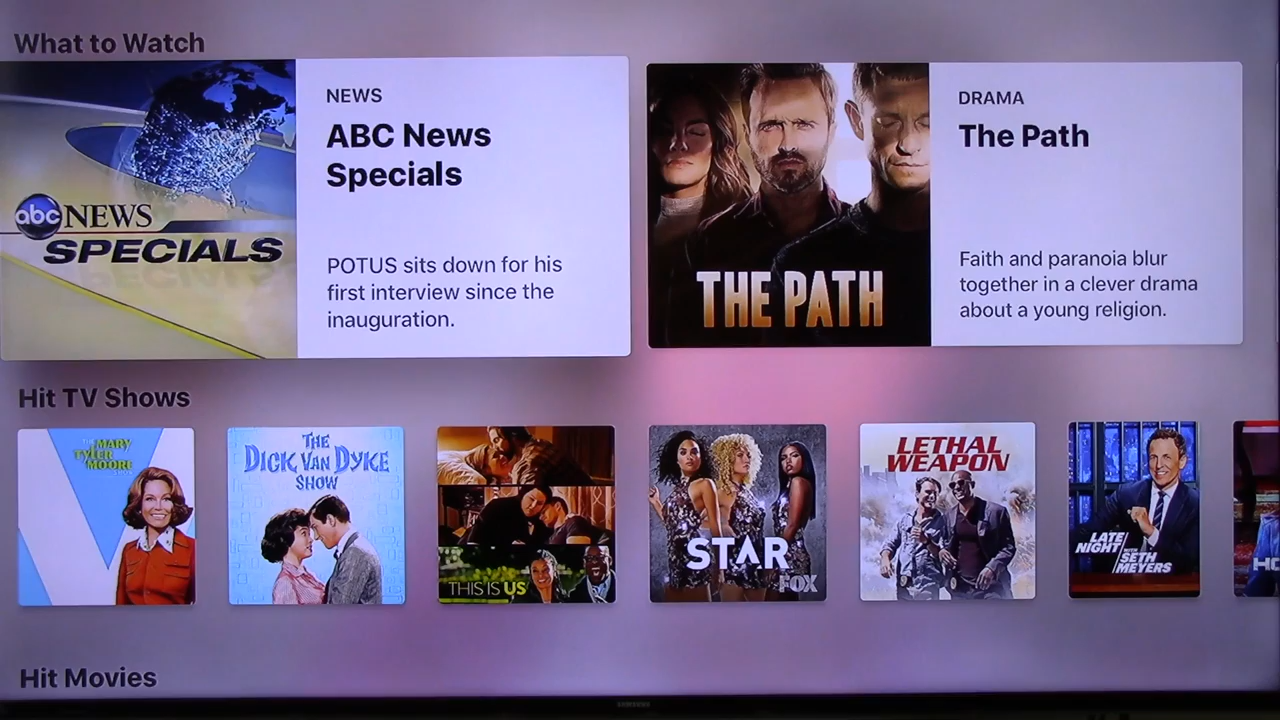 What to Watch
abc NEWS
SPECIALS
NEWS
ABC News
Specials
POTUS sits down for his
first interview since the
inauguration.
THE PATH
DRAMA
The Path
Faith and paranoia blur
together in a clever drama
about a young religion.
Hit TV Shows
THE
MARY
TYLER
MOORE
SHOW
THE
DICK VAN DYKE
SHOW
THIS IS US
STAR
FOX
LETHAL
WEAPON
LATE
NIGHT
WITH
SETH
MEYERS
Hit Movies
SAMSUNG